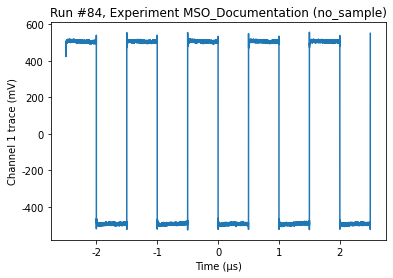 Run #84, Experiment MSO_Documentation (no_sample)
600
400
200
0
-200
-400
Channel 1 trace (mV)
-2 -1 0 1 2
Time (μs)